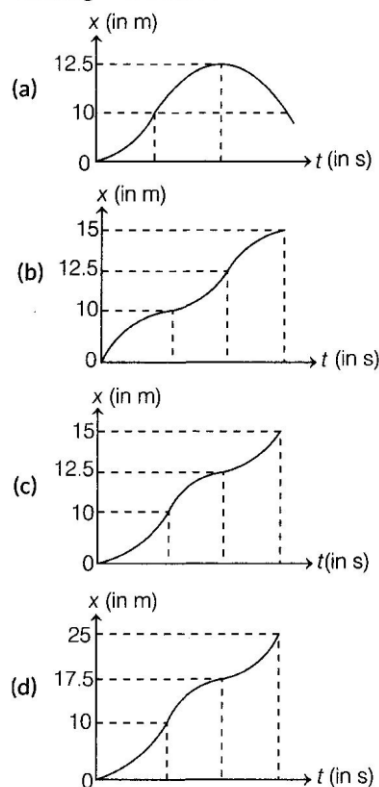 x (in m)
12.5
(a)
10
0
t (in s)
x (in m)
15
(b)
12.5
10
0
t (in s)
x (in m)
15
(c)
12.5
10
0
t(in s)
x (in m)
25
(d)
17.5
10
0
t (in s)